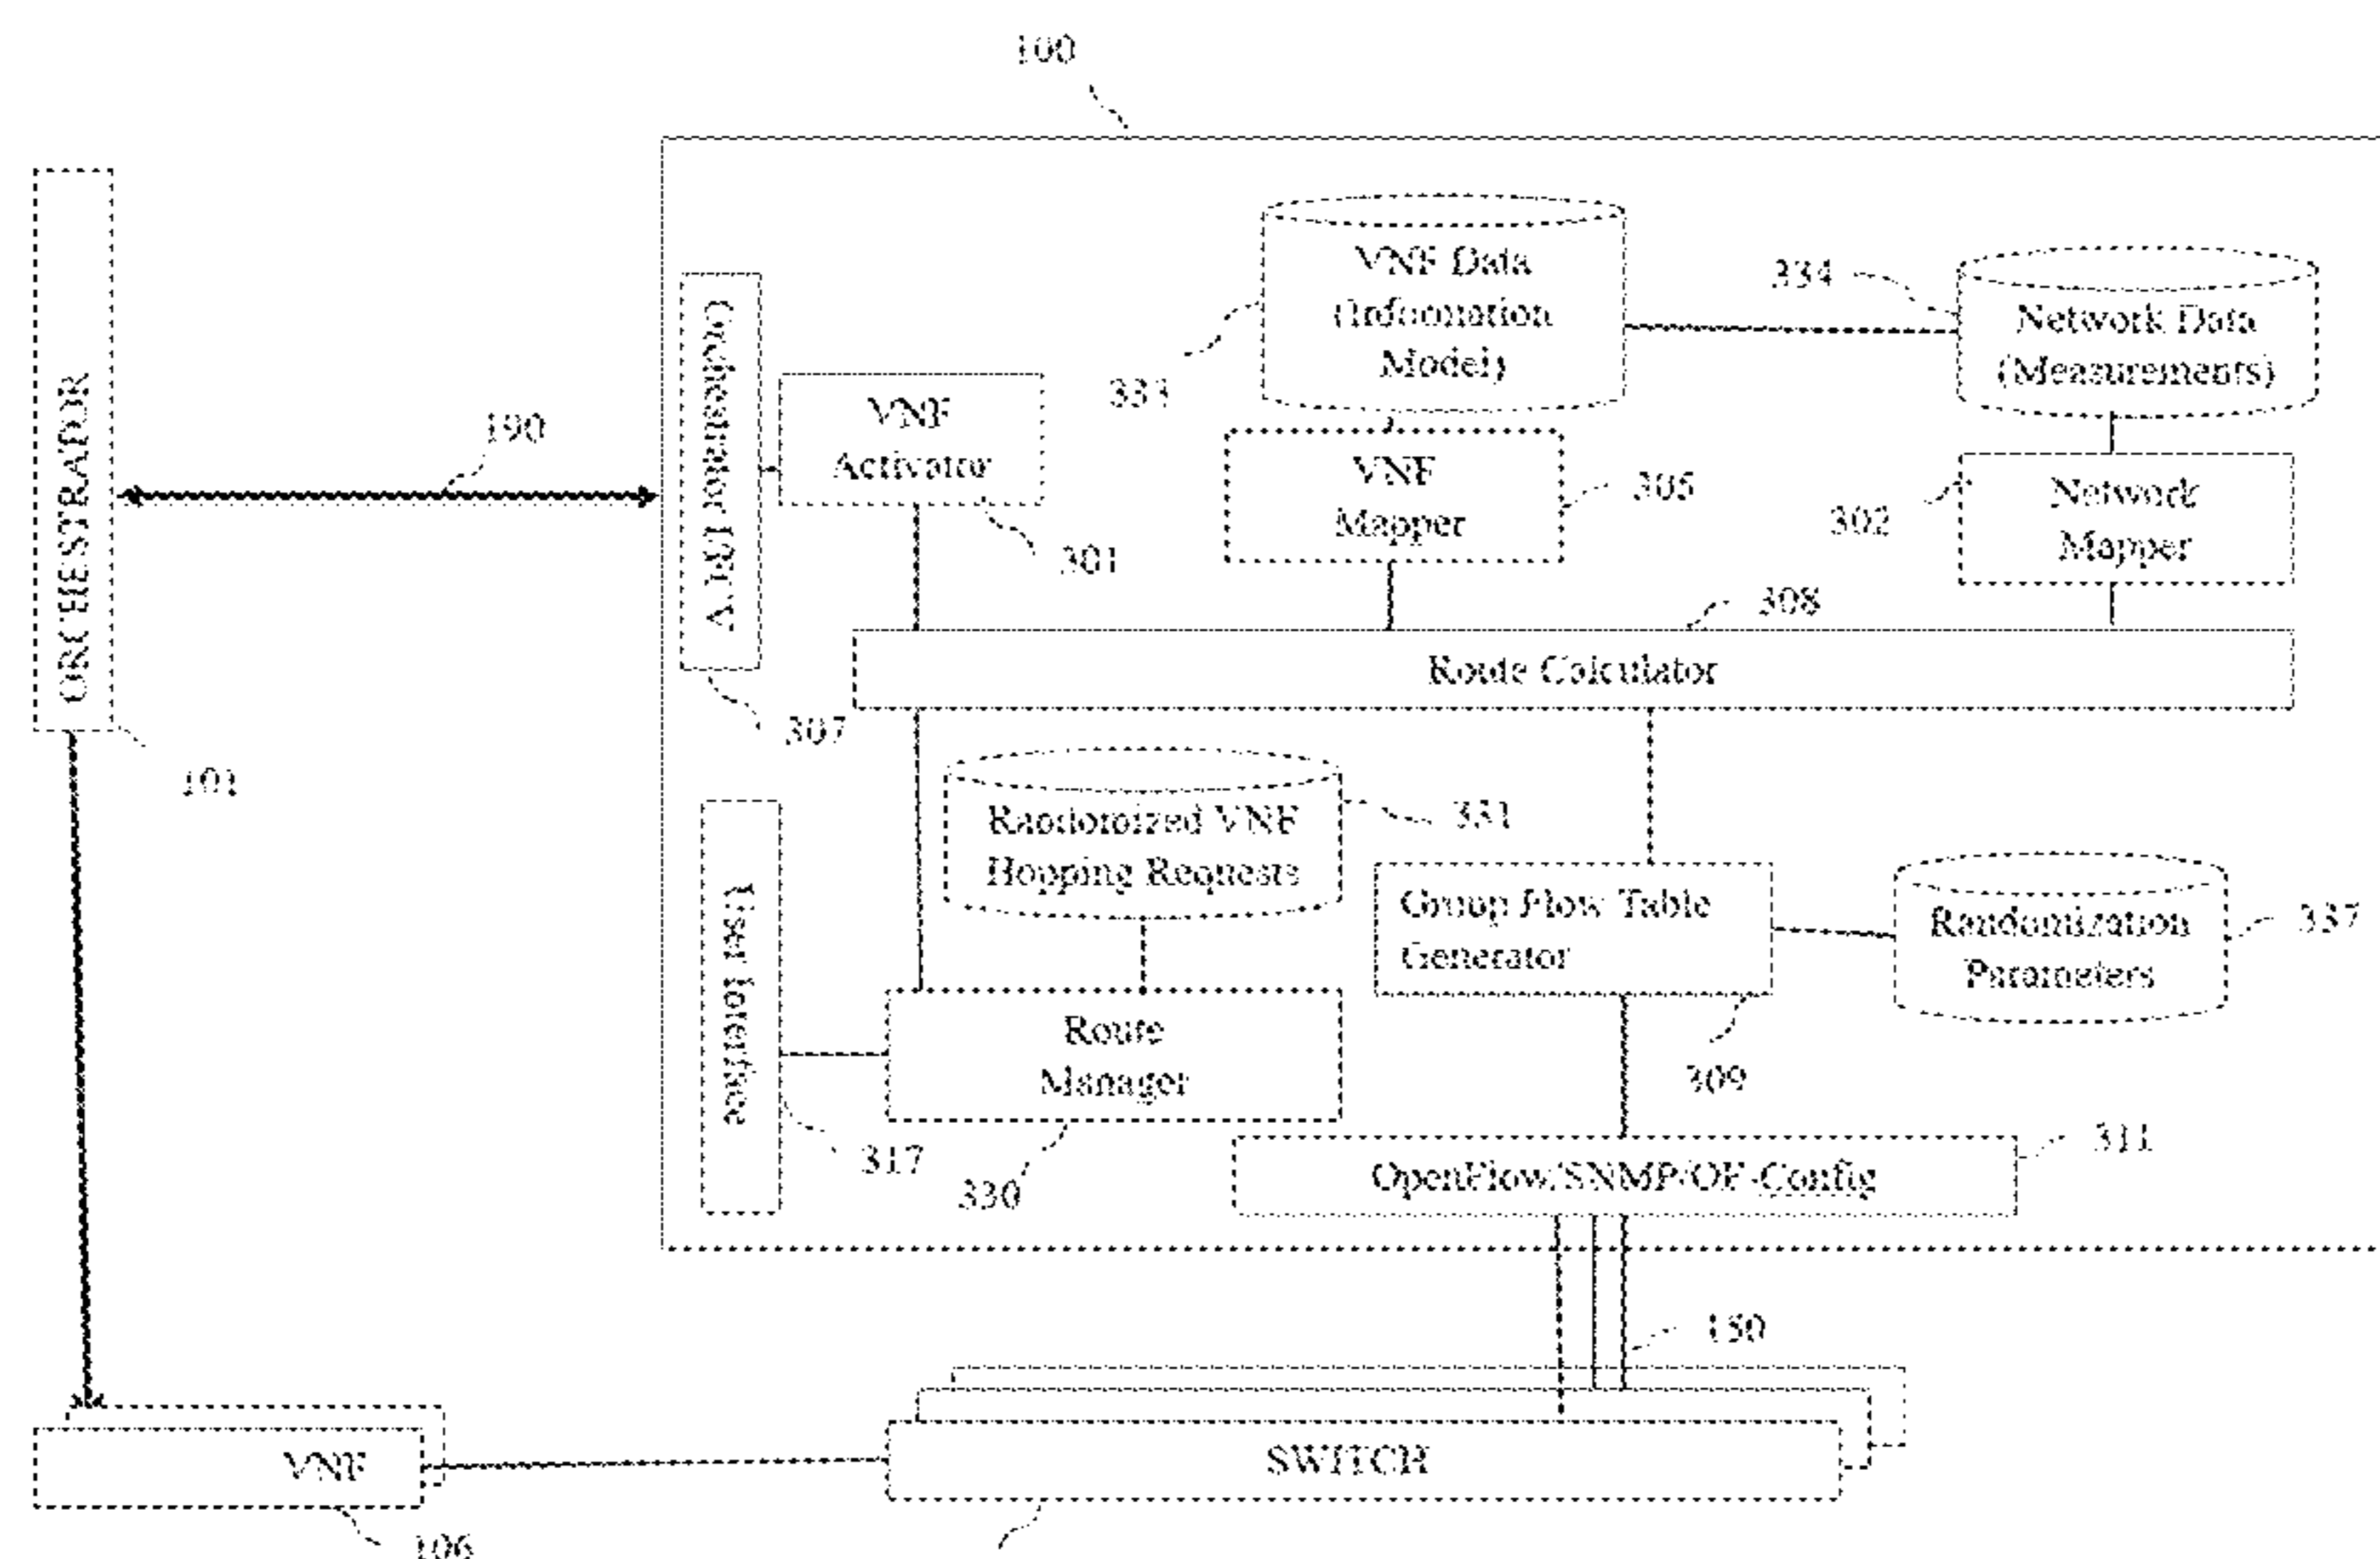 100
VNF Data
(Information
Model)
333
334
Network Data
(Measurements)
ORCHESTRADOR
190
VNF
Activator
301
VNF
Mapper
305
302
Network
Mapper
308
Route Calculator
307
101
Randomized VNF
Hopping Requests
331
Group Flow Table
Generator
309
Randomization
Parameters
337
User Interface
317
Route
Manager
330
311
OpenFlow/SNMP/OF-Config
150
VNF
106
SWITCH